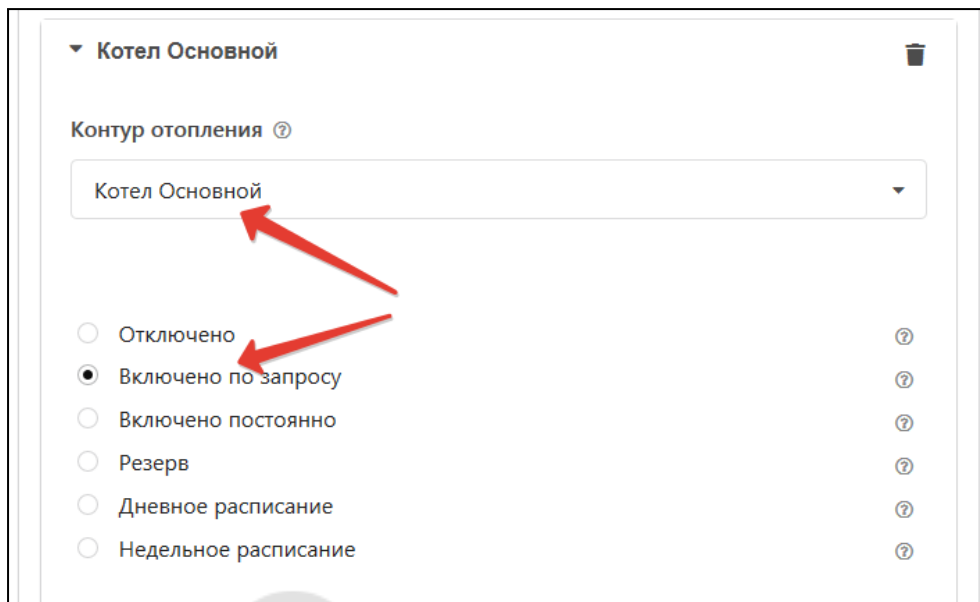 Котел Основной
Контур отопления
Котел Основной
Отключено
Включено по запросу
Включено постоянно
Резерв
Дневное расписание
Недельное расписание